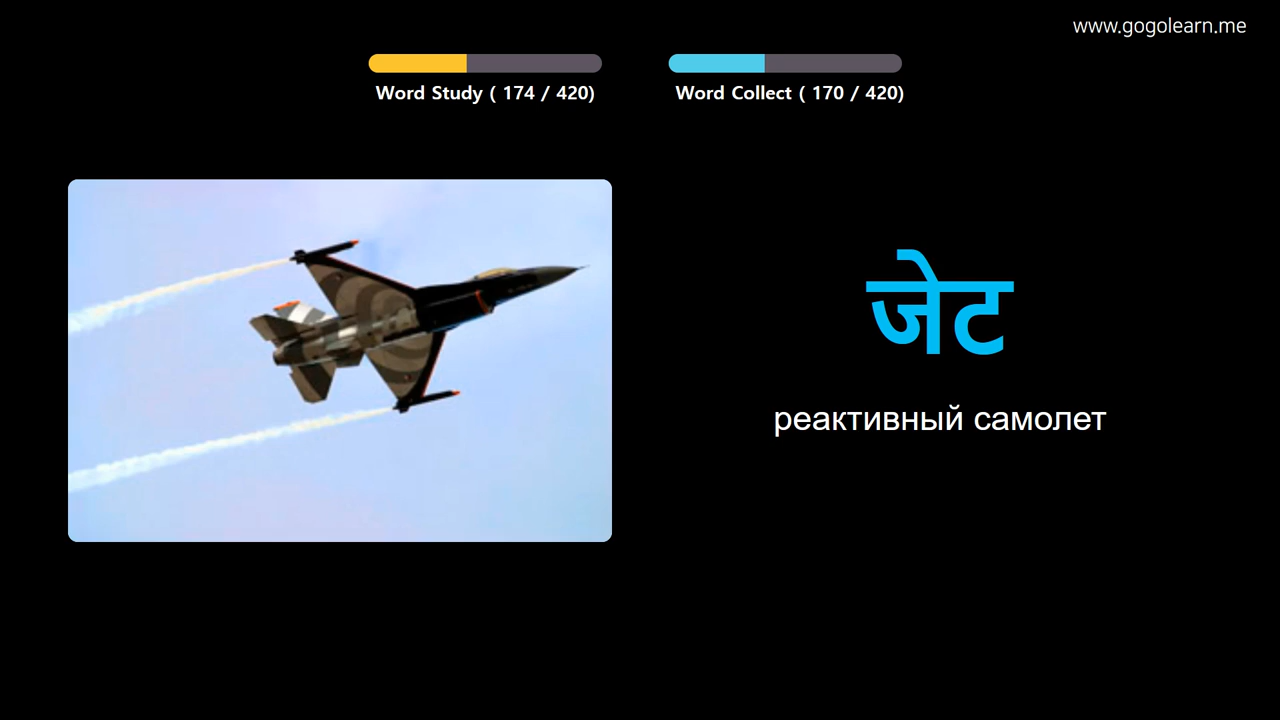 www.gogolearn.me
Word Study ( 174 / 420)
Word Collect ( 170 / 420)
जेट
реактивный самолет